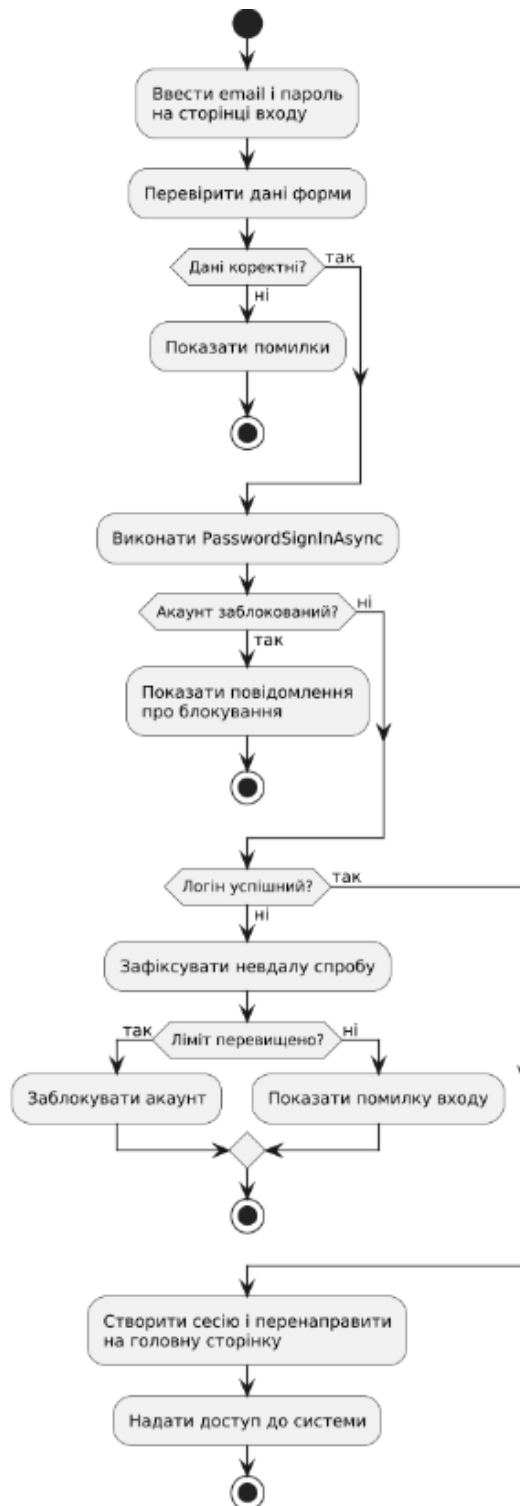 Ввести email і пароль
на сторінці входу
Перевірити дані форми
Дані коректні?
так
ні
Показати помилки
Виконати PasswordSignInAsync
Акаунт заблокований?
ні
так
Показати повідомлення
про блокування
Логін успішний?
так
ні
Зафіксувати невдалу спробу
так
Ліміт перевищено?
ні
Заблокувати акаунт
Показати помилку входу
Створити сесію і перенаправити
на головну сторінку
Надати доступ до системи